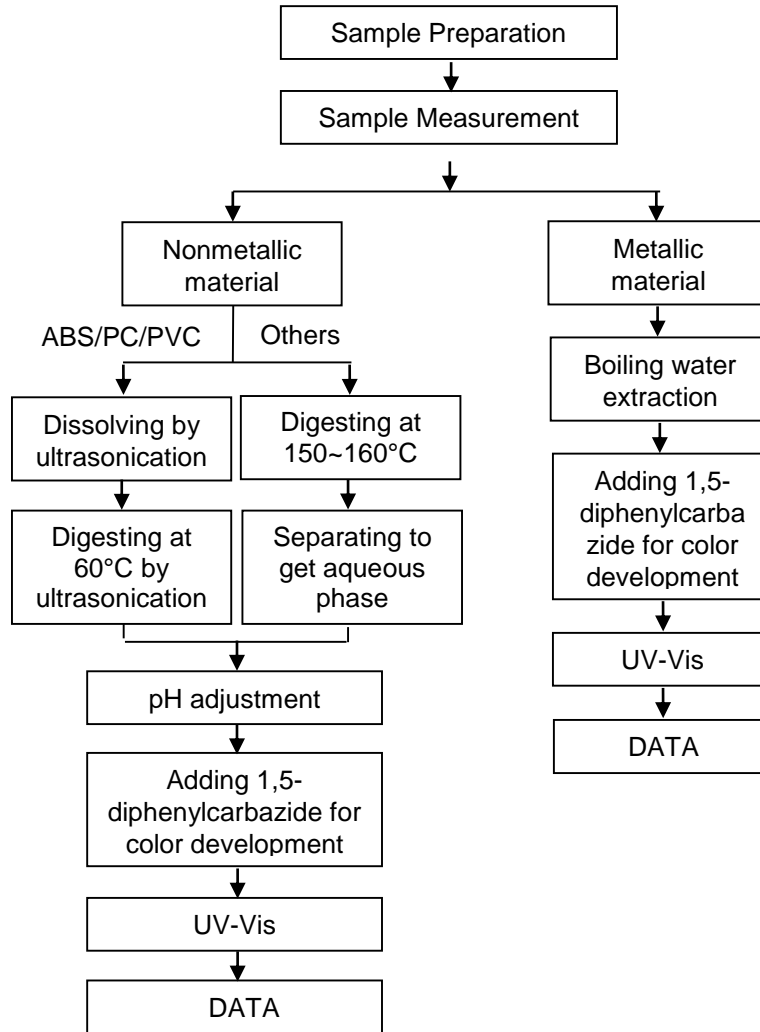 Sample Preparation
Sample Measurement
Nonmetallic
material
Metallic
material
ABS/PC/PVC
Others
Boiling water
extraction
Dissolving by
ultrasonication
Digesting at
150~160°C
Adding 1,5-
diphenylcarba
zide for color
development
Digesting at
60°C by
ultrasonication
Separating to
get aqueous
phase
UV-Vis
pH adjustment
DATA
Adding 1,5-
diphenylcarbazide for
color development
UV-Vis
DATA